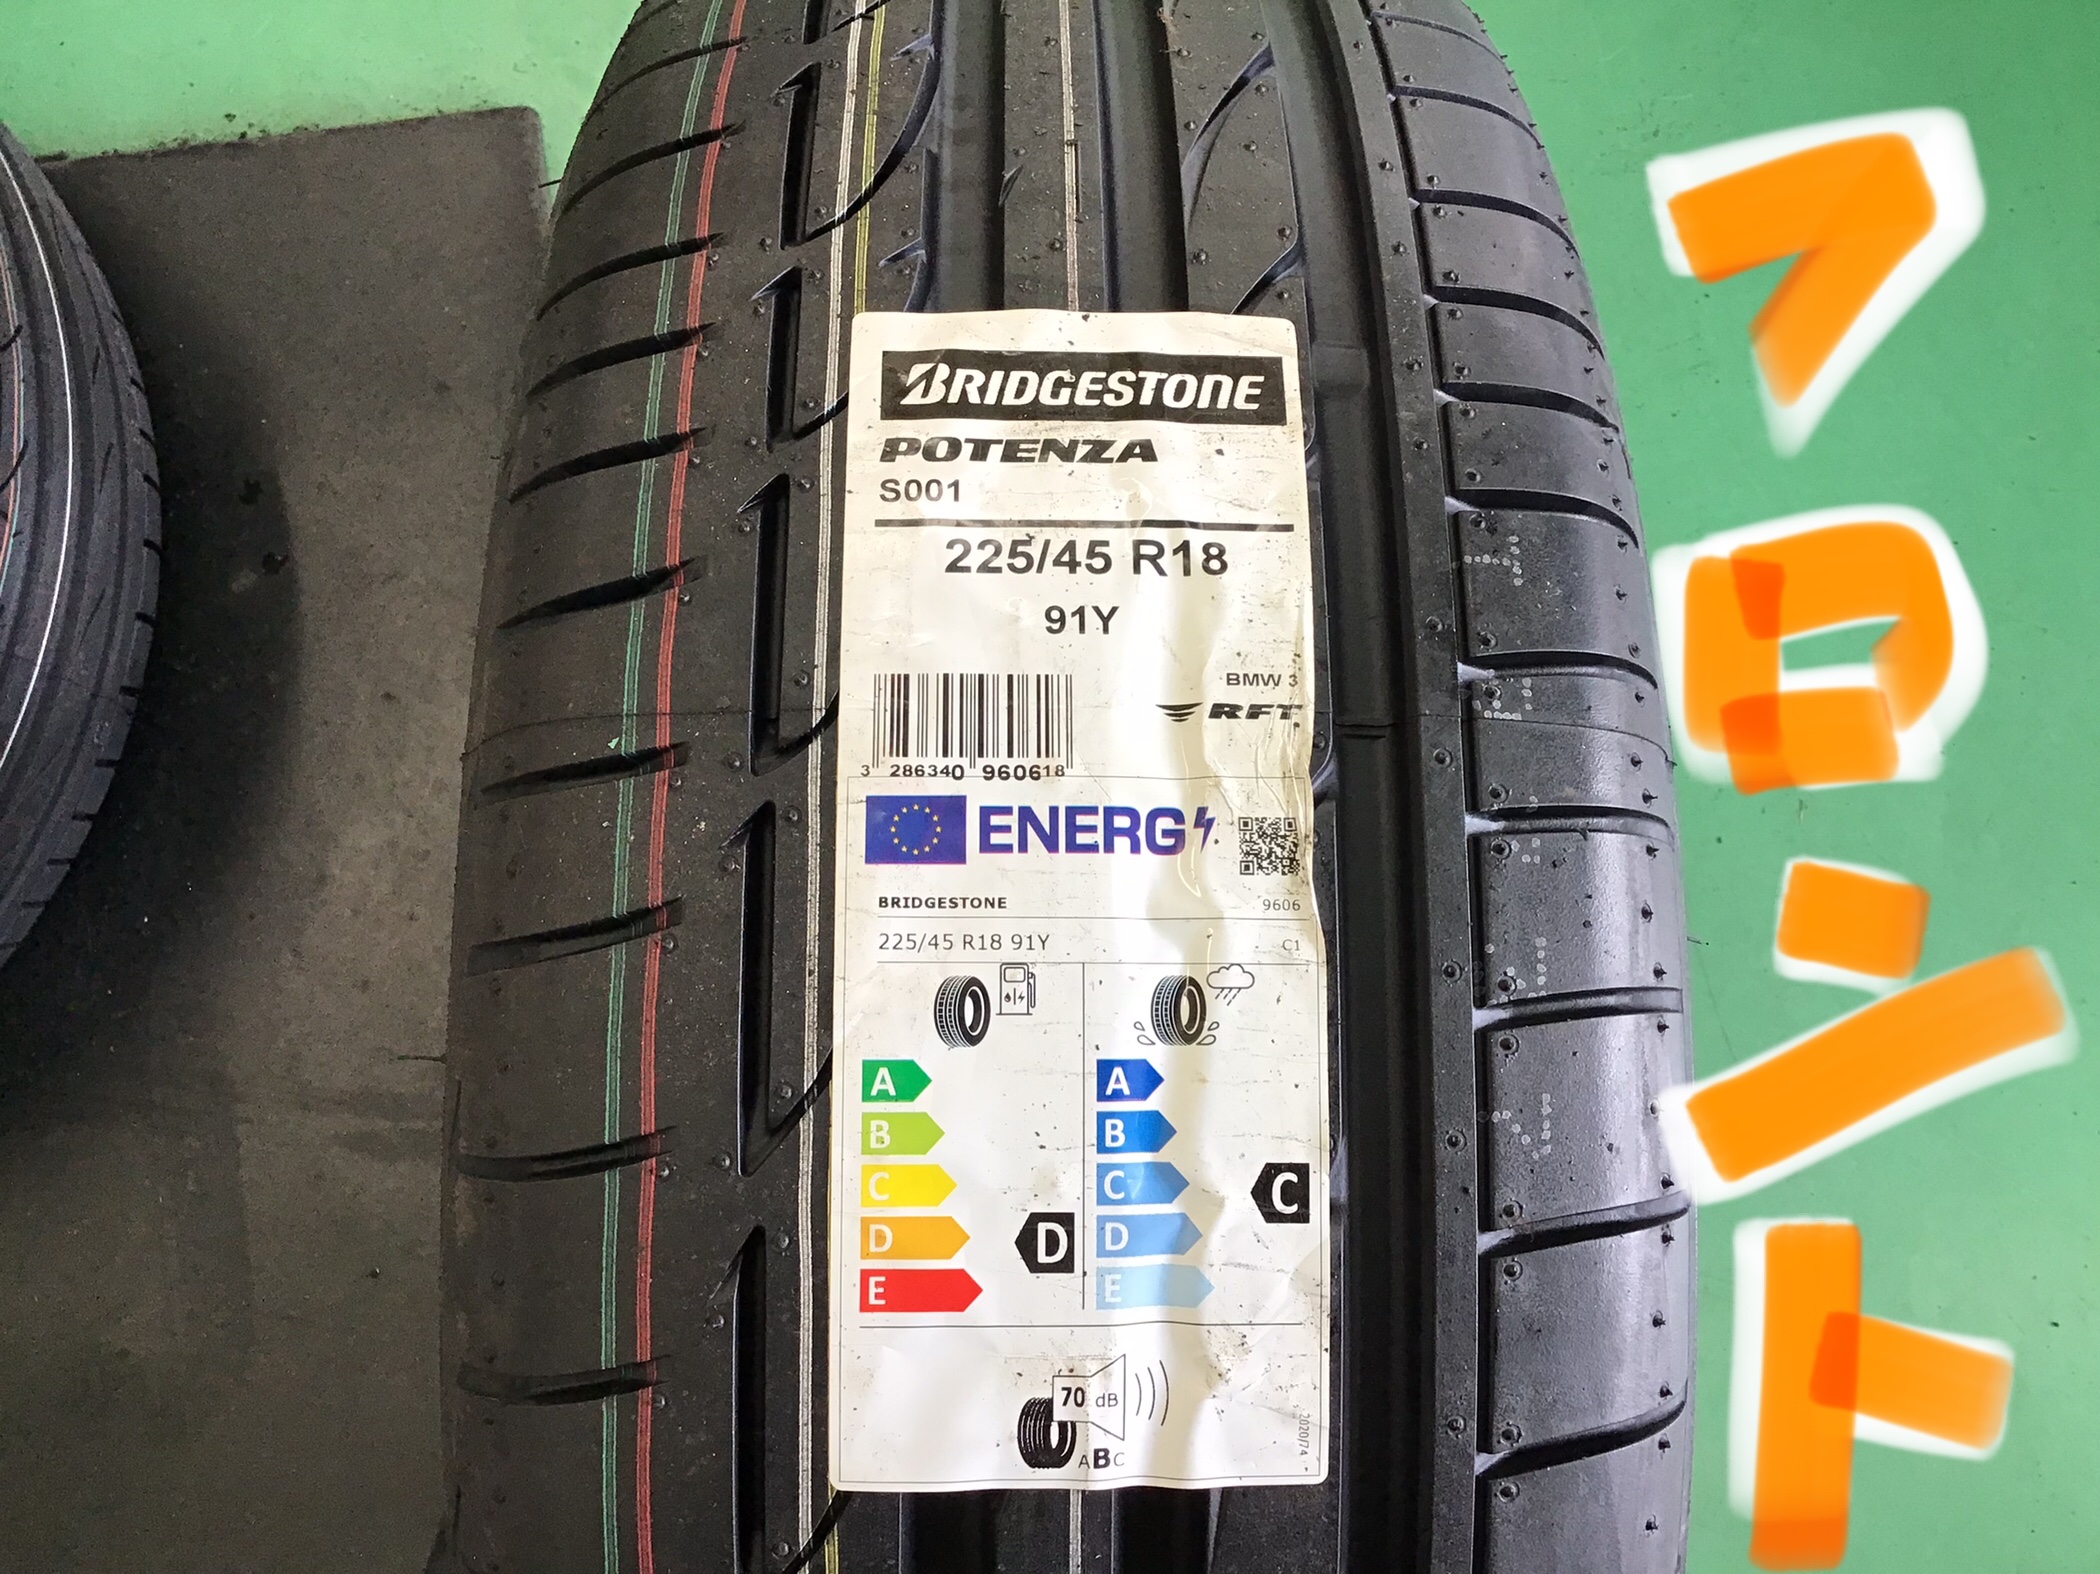 BRIDGESTONE
POTENZA
S001
225/45 R18
91Y
BMW 3
RFT
3 286340 960618
ENERG
BRIDGESTONE 9606
225/45 R18 91Y C1
A A
B B
C C C
D D D
E E
70 dB
ABC
2020/74
フロント